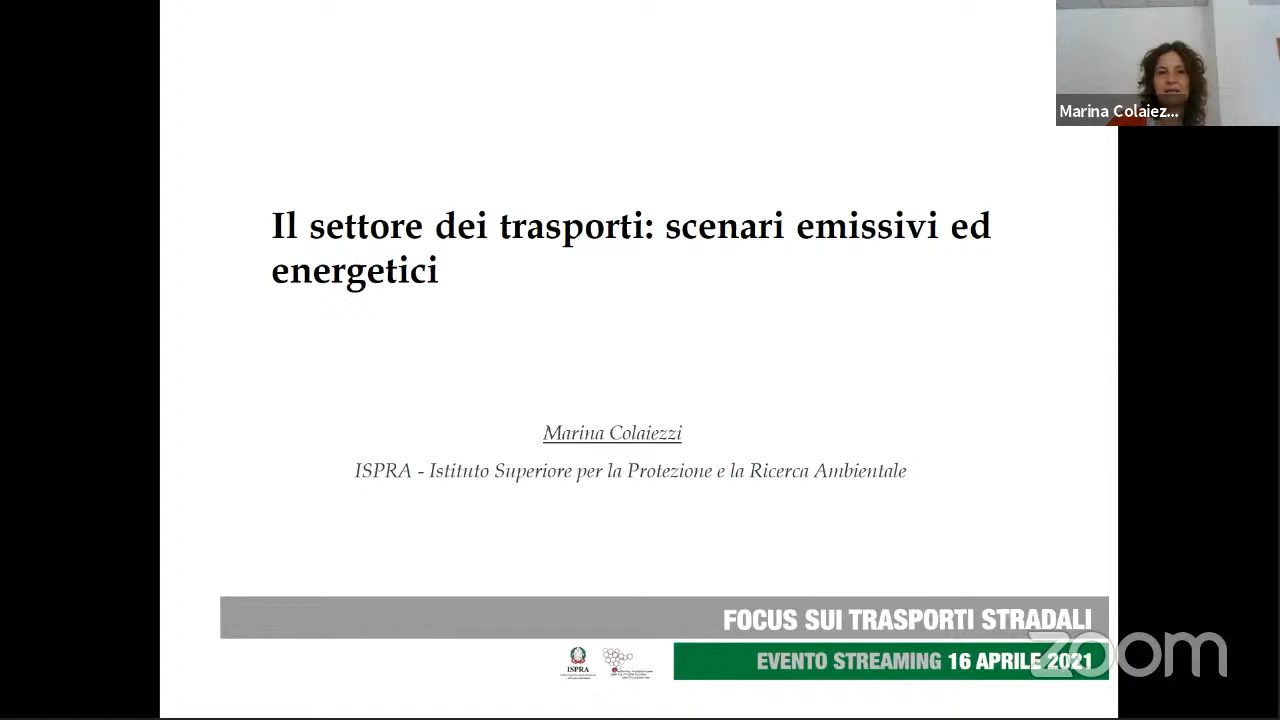 Marina Colaiez...
Il settore dei trasporti: scenari emissivi ed
energetici
Marina Colaiezzi
ISPRA - Istituto Superiore per la Protezione e la Ricerca Ambientale
FOCUS SUI TRASPORTI STRADALI
EVENTO STREAMING 16 APRILE 2021
ISPRA
zoom